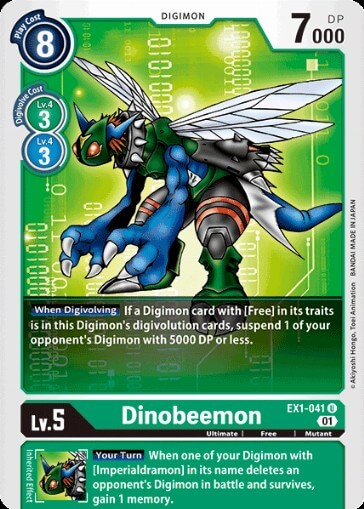 Play Cost
8
DIGIMON
DP
7000
Digivolve Cost
Lv.4
3
Lv.4
3
When Digivolving If a Digimon card with [Free] in its traits
is in this Digimon's digivolution cards, suspend 1 of your
opponent's Digimon with 5000 DP or less.
©Akiyoshi Hongo, Toei Animation BANDAI MADE IN JAPAN
Lv.5
Dinobeemon
EX1-041 U
01
Ultimate | Free | Mutant
Inherited Effect
Your Turn When one of your Digimon with
[Imperialdramon] in its name deletes an
opponent's Digimon in battle and survives,
gain 1 memory.